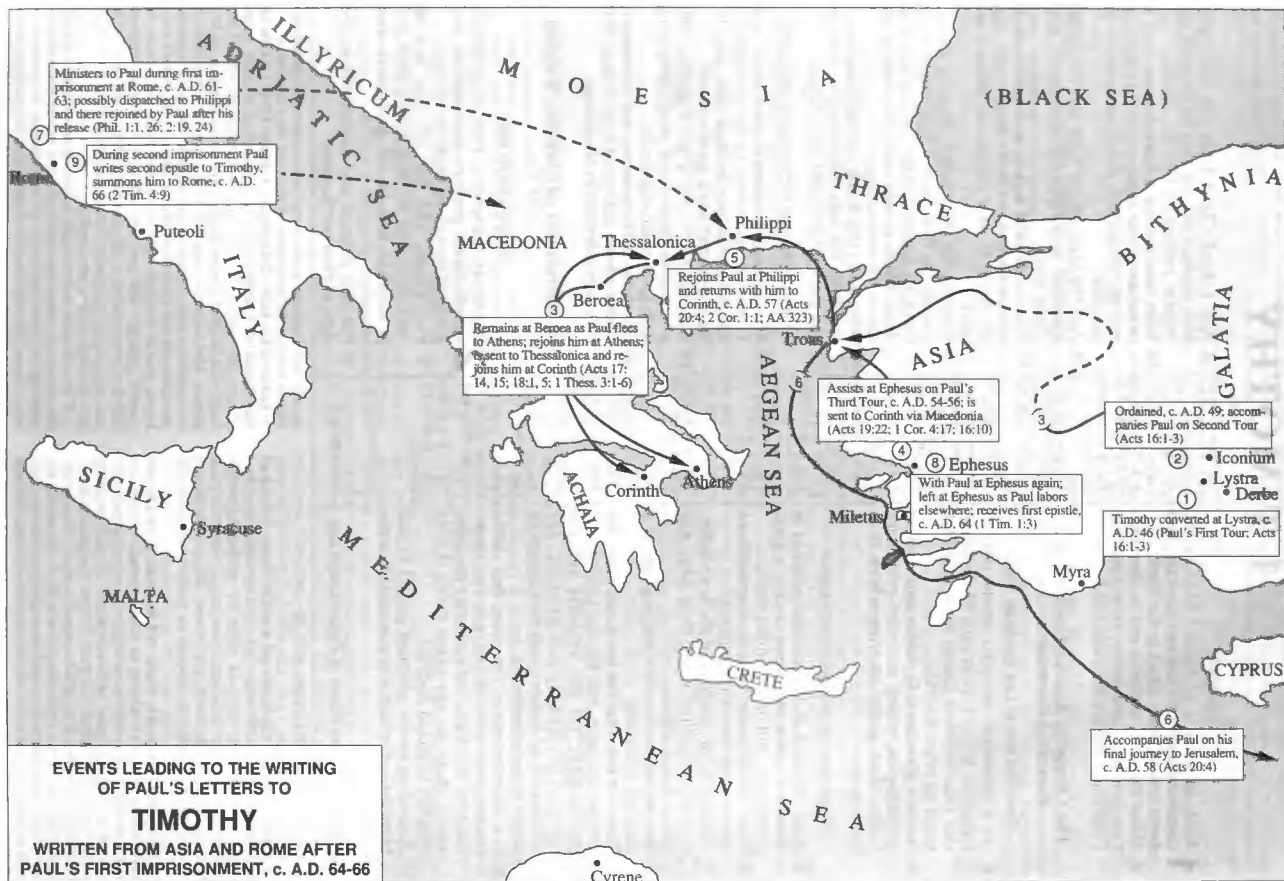 ILLYRICUM
ADRIATIC SEA
MOESIA
(BLACK SEA)
Ministers to Paul during first im-
prisonment at Rome, c. A.D. 61-
63; possibly dispatched to Philippi
and there rejoined by Paul after his
release (Phil. 1:1, 26; 2:19. 24)
7
9
During second imprisonment Paul
writes second epistle to Timothy,
summons him to Rome, c. A.D.
66 (2 Tim. 4:9)
Rome
THRACE
BITHYNIA
Puteoli
ITALY
MACEDONIA
Thessalonica
Philippi
5
Rejoins Paul at Philippi
and returns with him to
Corinth, c. A.D. 57 (Acts
20:4; 2 Cor. 1:1; AA 323)
Beroea
3
Remains at Beroea as Paul flees
to Athens; rejoins him at Athens;
is sent to Thessalonica and re-
joins him at Corinth (Acts 17:
14, 15; 18:1, 5; 1 Thess. 3:1-6)
Troas
ASIA
GALATIA
6
AEGEAN SEA
Assists at Ephesus on Paul's
Third Tour, c. A.D. 54-56; is
sent to Corinth via Macedonia
(Acts 19:22; 1 Cor. 4:17; 16:10)
3
Ordained, c. A.D. 49; accom-
panies Paul on Second Tour
(Acts 16:1-3)
4
8
Ephesus
With Paul at Ephesus again;
left at Ephesus as Paul labors
elsewhere; receives first epistle,
c. A.D. 64 (1 Tim. 1:3)
2
Iconium
Lystra
Derbe
1
Timothy converted at Lystra, c.
A.D. 46 (Paul's First Tour; Acts
16:1-3)
SICILY
Syracuse
ACHAIA
Corinth
Athens
Miletus
Myra
MALTA
MEDITERRANEAN SEA
CRETE
CYPRUS
6
Accompanies Paul on his
final journey to Jerusalem,
c. A.D. 58 (Acts 20:4)
EVENTS LEADING TO THE WRITING
OF PAUL'S LETTERS TO
TIMOTHY
WRITTEN FROM ASIA AND ROME AFTER
PAUL'S FIRST IMPRISONMENT, c. A.D. 64-66
Cyrene